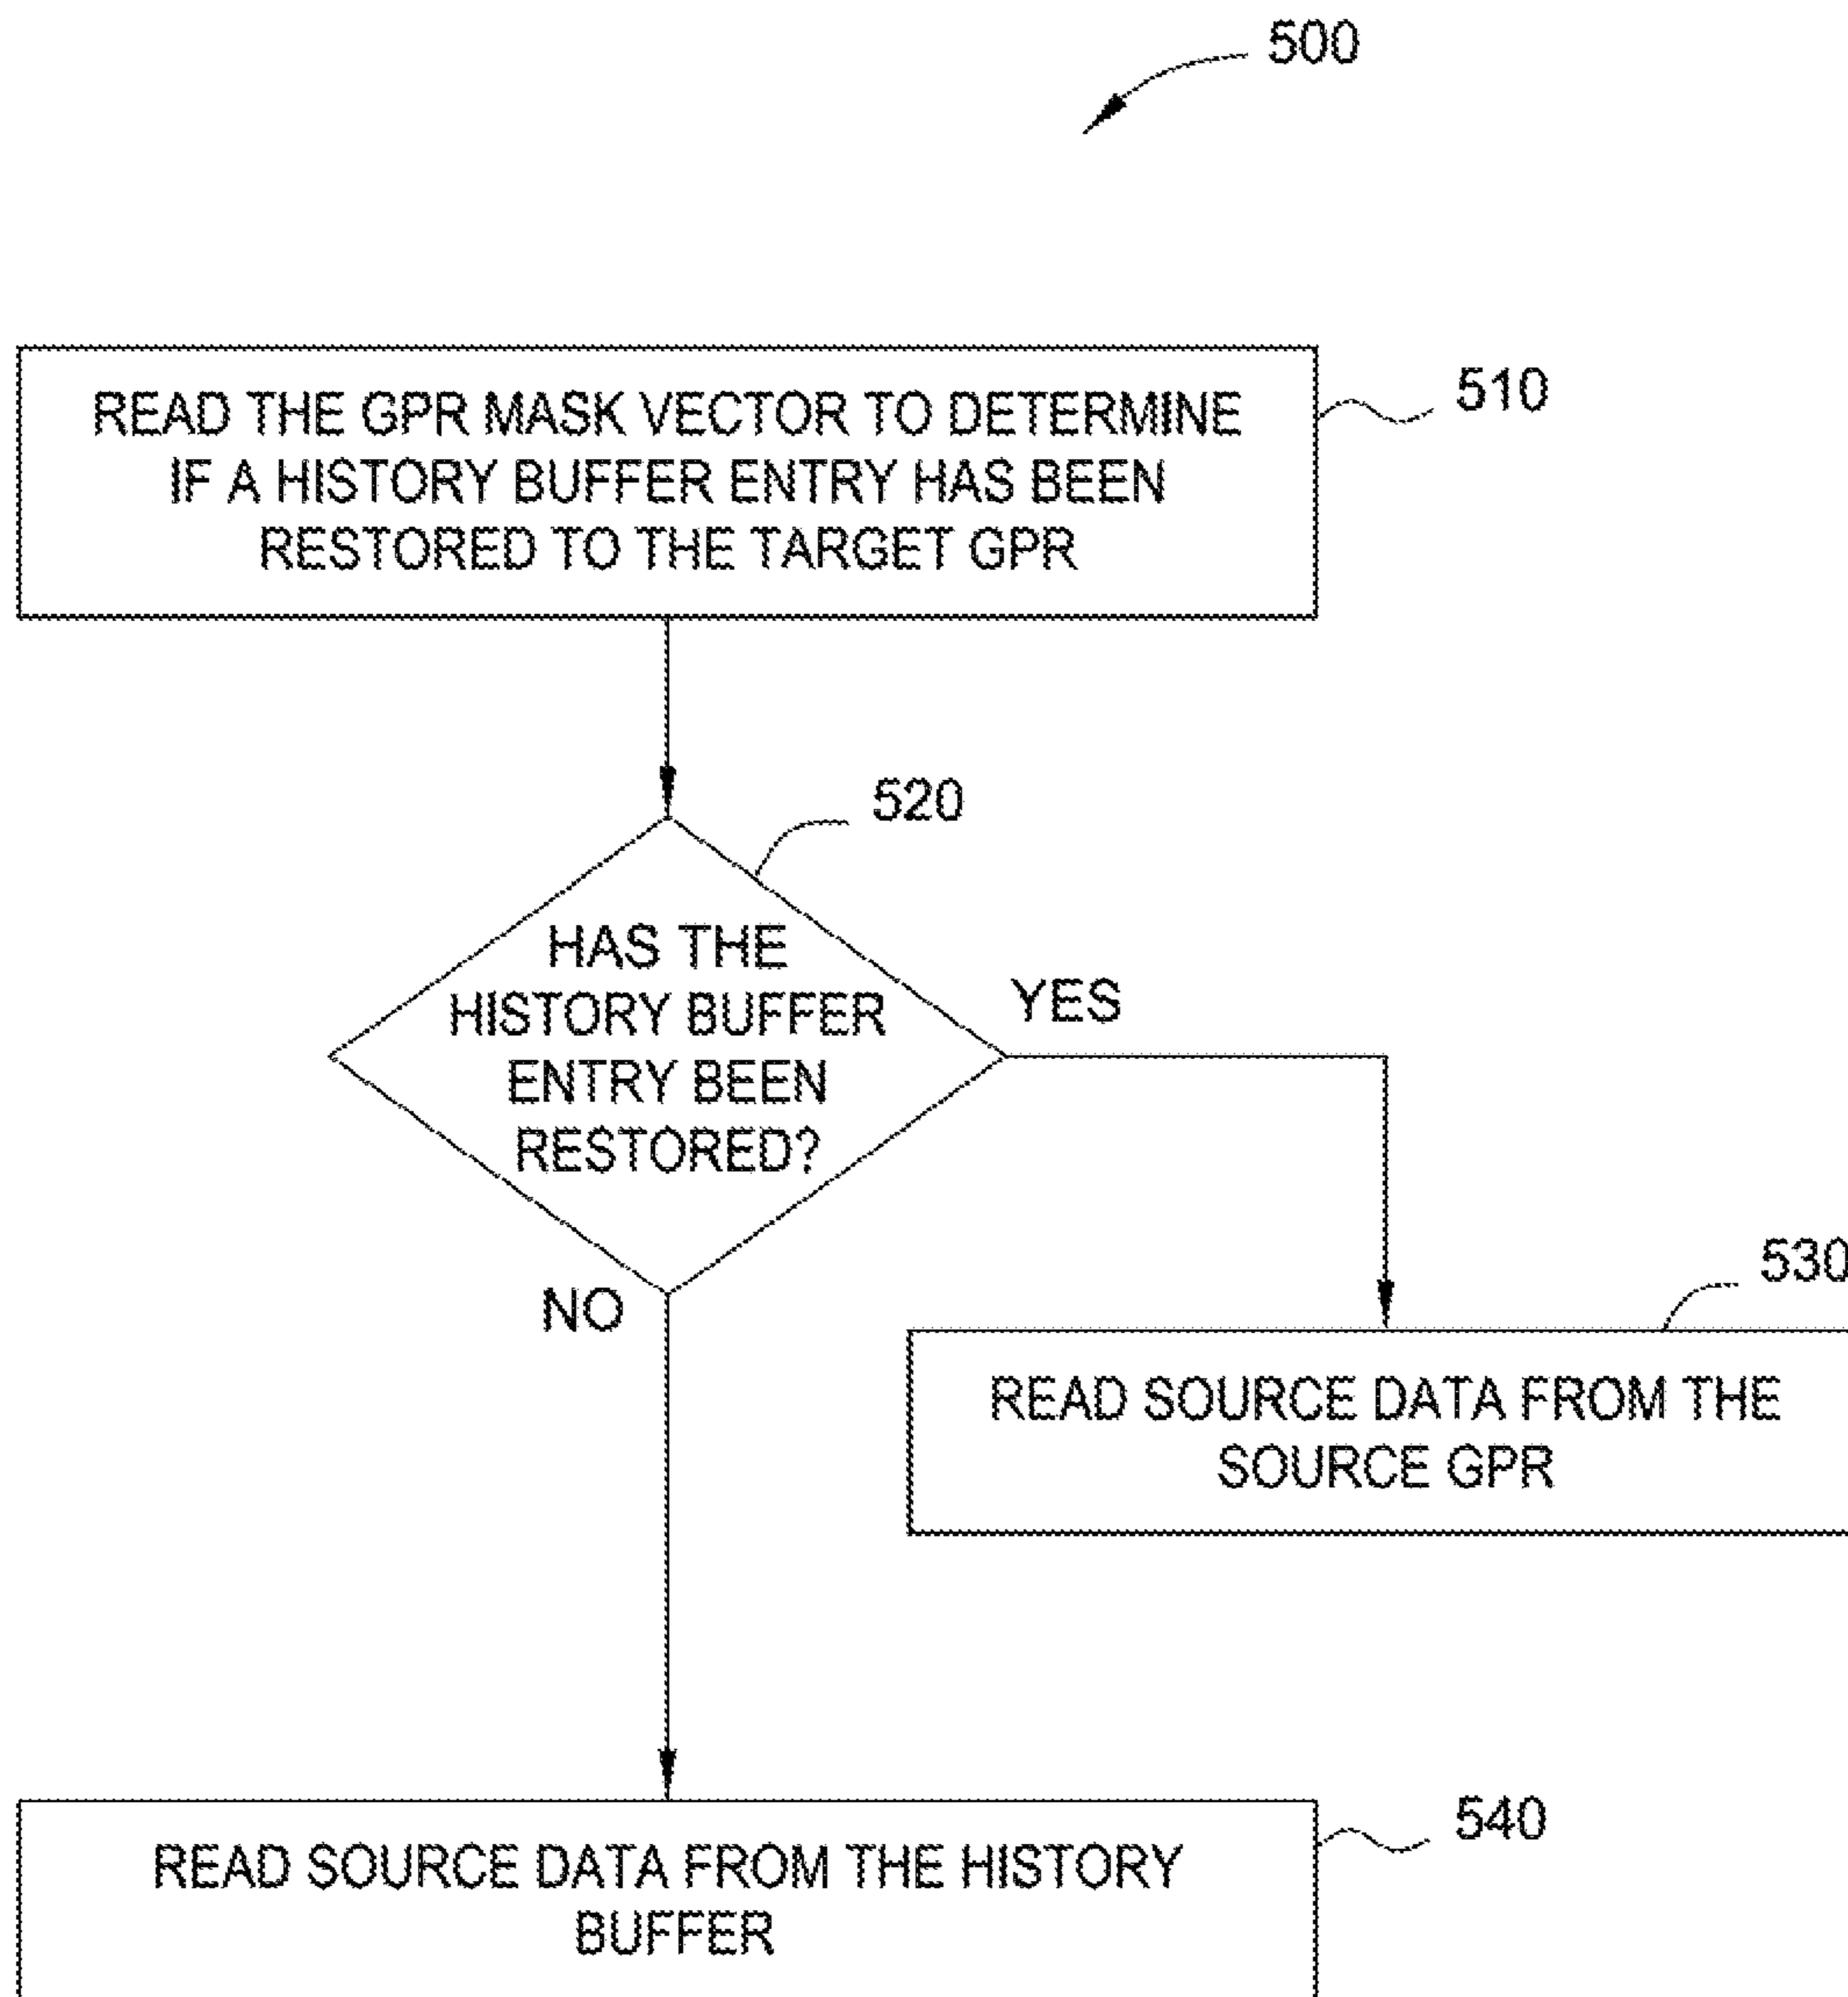 500
READ THE GPR MASK VECTOR TO DETERMINE
IF A HISTORY BUFFER ENTRY HAS BEEN
RESTORED TO THE TARGET GPR
510
520
HAS THE
HISTORY BUFFER
ENTRY BEEN
RESTORED?
YES
NO
530
READ SOURCE DATA FROM THE
SOURCE GPR
540
READ SOURCE DATA FROM THE HISTORY
BUFFER